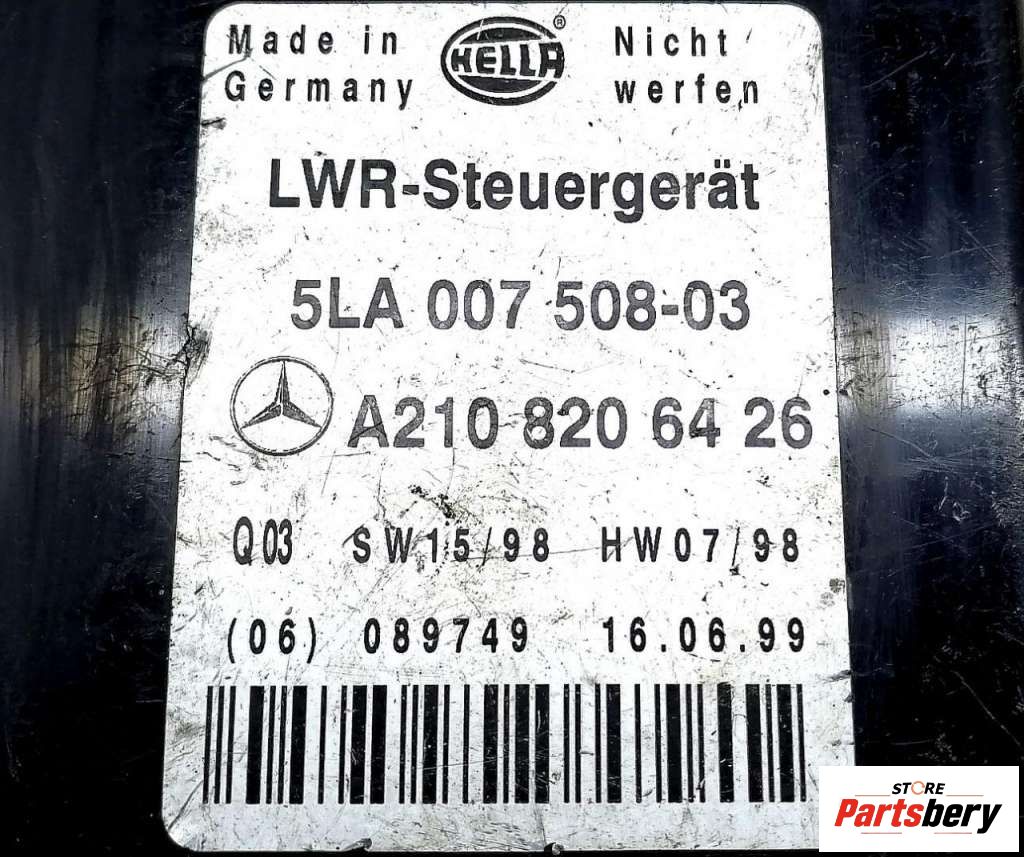 Made in
Germany
HELLA ®
Nicht
werfen
LWR-Steuergerät
5LA 007 508-03
A210 820 64 26
Q03 SW15/98 HW07/98
(06) 089749 16.06.99
STORE
Partsbery